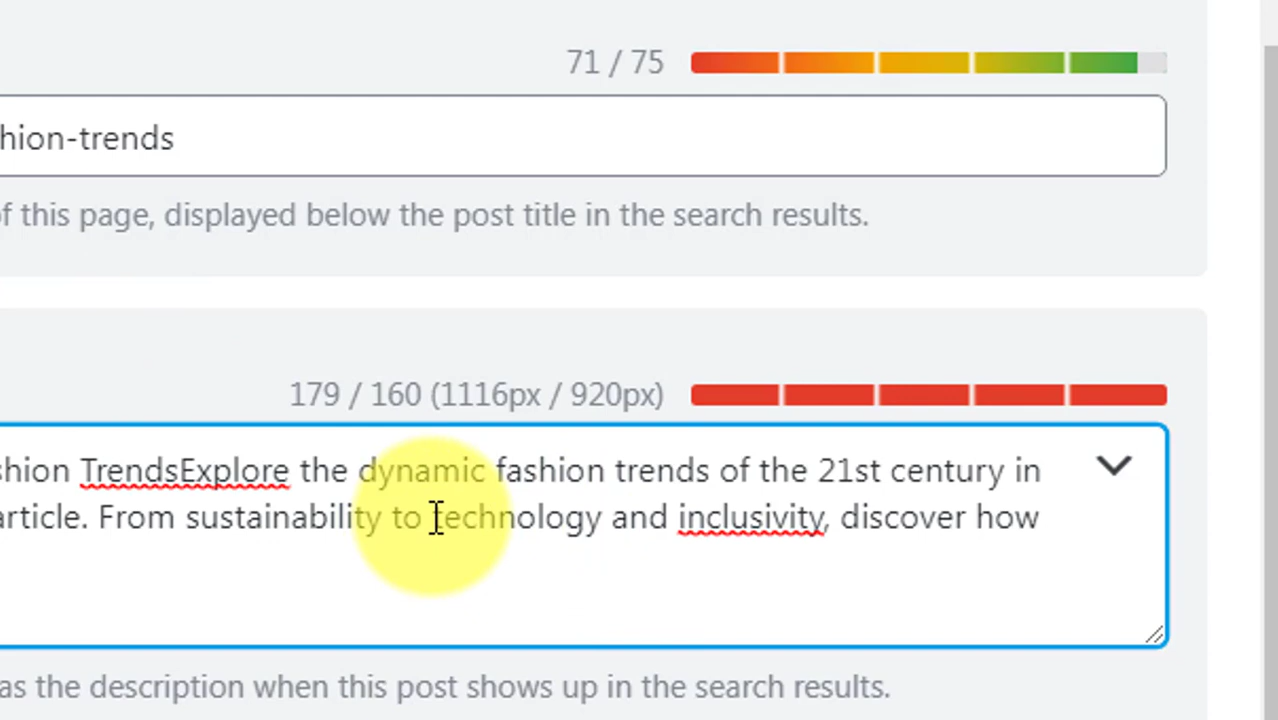 71 / 75
hion-trends
of this page, displayed below the post title in the search results.
179 / 160 (1116px / 920px)
shion TrendsExplore the dynamic fashion trends of the 21st century in
article. From sustainability to technology and inclusivity, discover how
as the description when this post shows up in the search results.